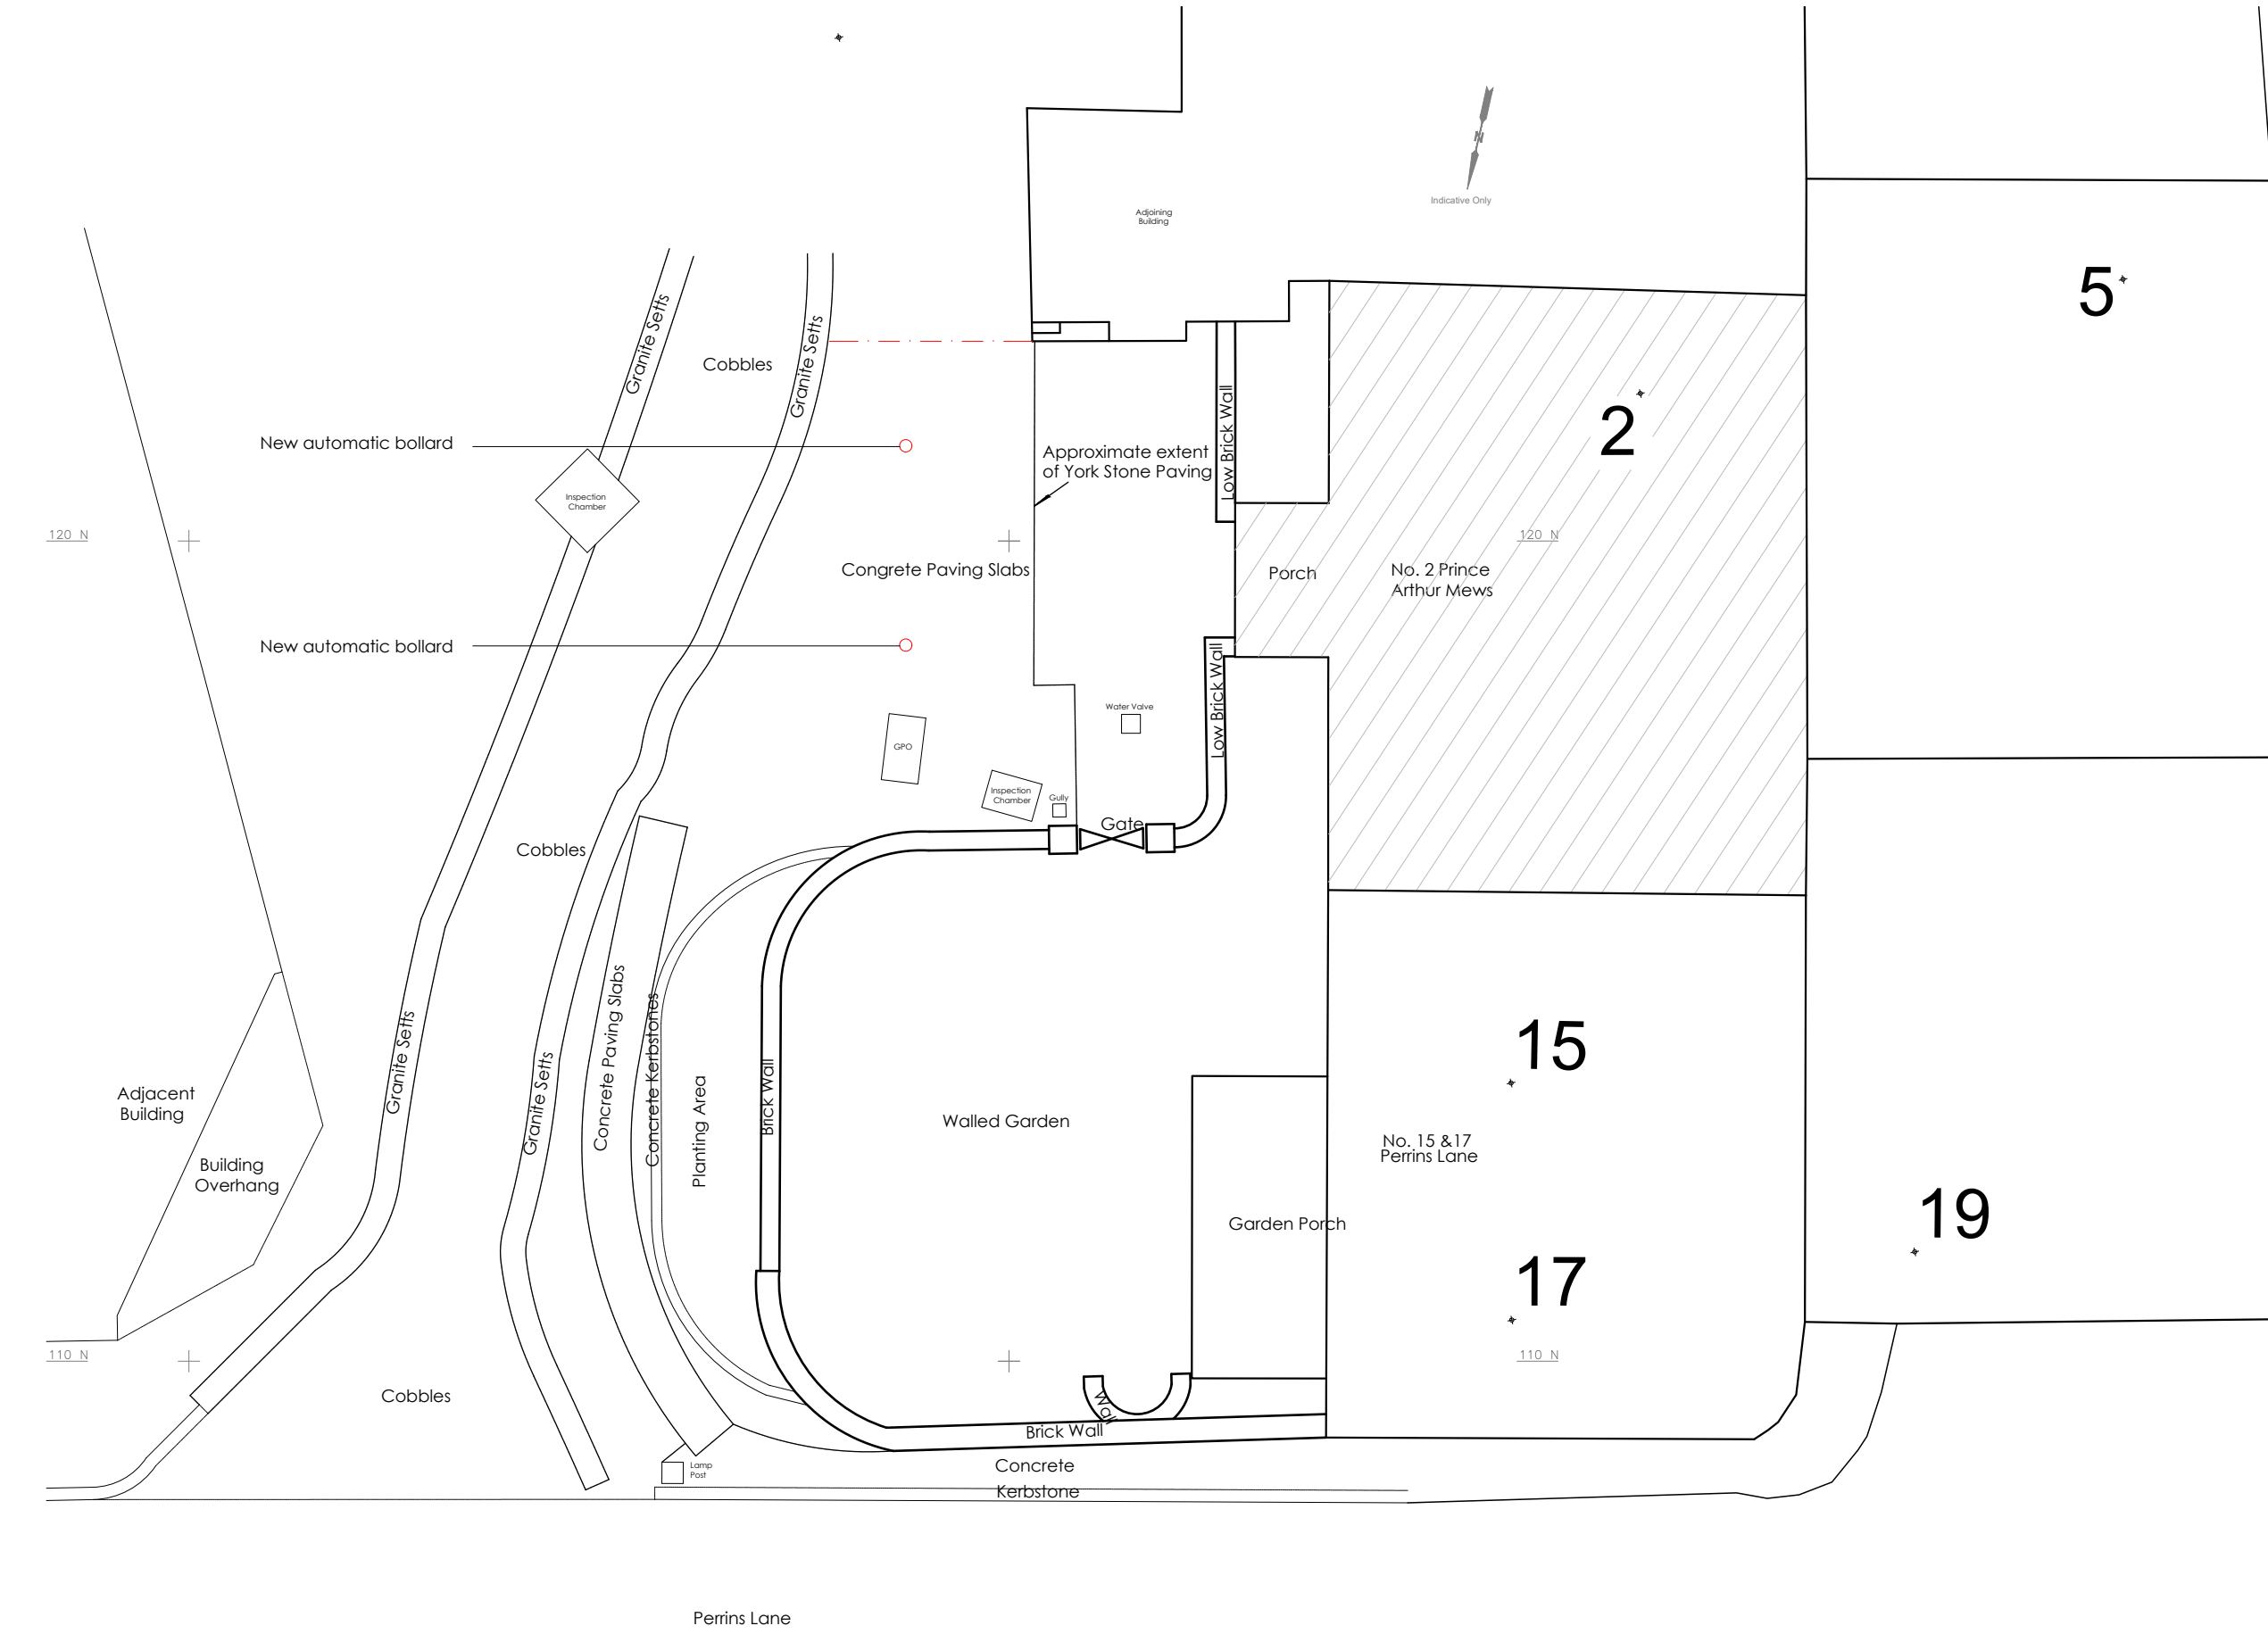 N
Indicative Only
Adjoining
Building
5
Granite Setts
Granite Setts
Cobbles
2
New automatic bollard
Approximate extent
of York Stone Paving
Low Brick Wall
Inspection
Chamber
120 N
120 N
Congrete Paving Slabs
Porch
No. 2 Prince
Arthur Mews
New automatic bollard
Low Brick Wall
Water Valve
GPO
Inspection
Chamber
Gully
Gate
Cobbles
Granite Setts
Granite Setts
Concrete Paving Slabs
Concrete Kerbstones
Planting Area
Brick Wall
Walled Garden
15
Adjacent
Building
Building
Overhang
No. 15 &17
Perrins Lane
Garden Porch
19
17
110 N
110 N
Cobbles
Wall
Brick Wall
Lamp
Post
Concrete
Kerbstone
Perrins Lane